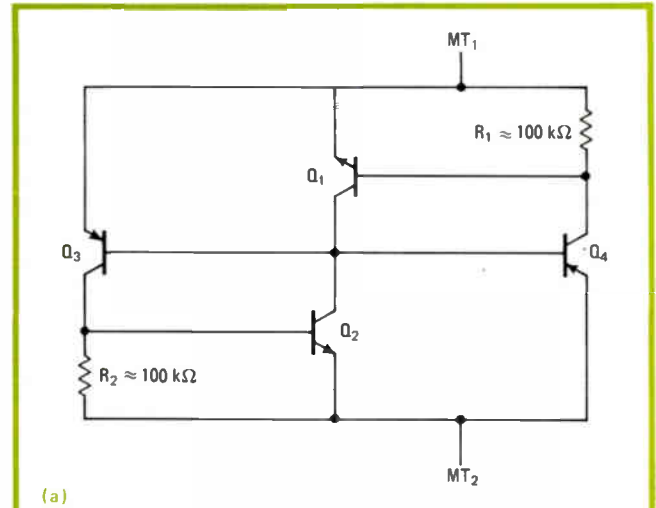 MT₁
R₁ ≈ 100 kΩ
Q₁
Q₃
Q₄
Q₂
R₂ ≈ 100 kΩ
MT₂
(a)